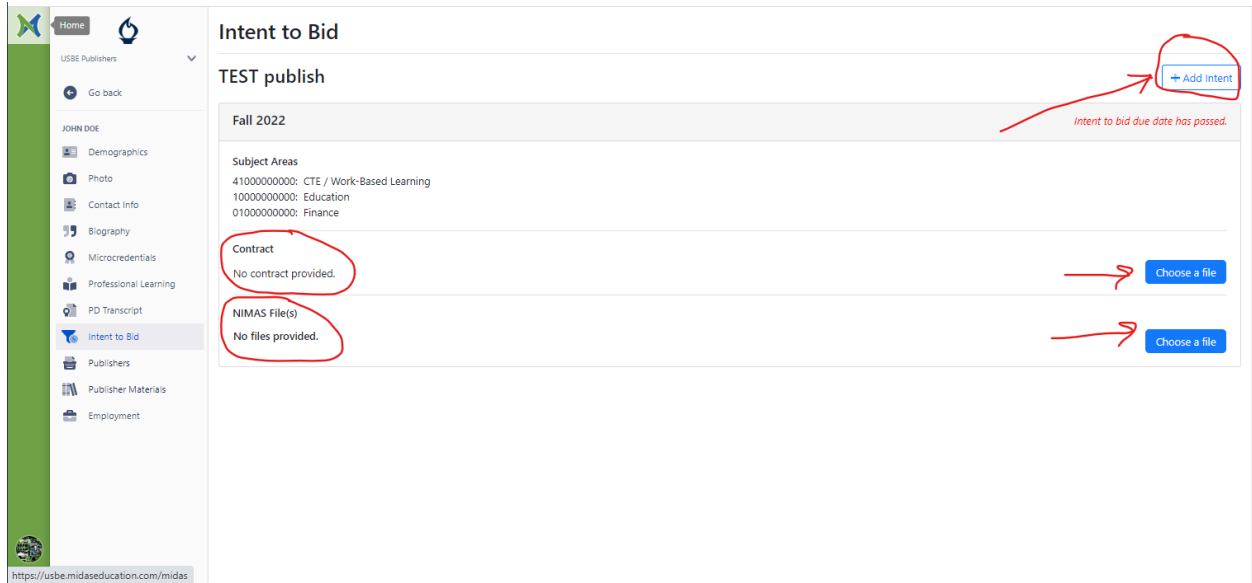 Home
USBE Publishers
Go back
JOHN DOE
Demographics
Photo
Contact Info
Biography
Microcredentials
Professional Learning
PD Transcript
Intent to Bid
Publishers
Publisher Materials
Employment
https://usbe.midaseducation.com/midas
Intent to Bid
TEST publish
+ Add Intent
Fall 2022
Intent to bid due date has passed.
Subject Areas
41000000000: CTE / Work-Based Learning
10000000000: Education
01000000000: Finance
Contract
No contract provided.
Choose a file
NIMAS File(s)
No files provided.
Choose a file